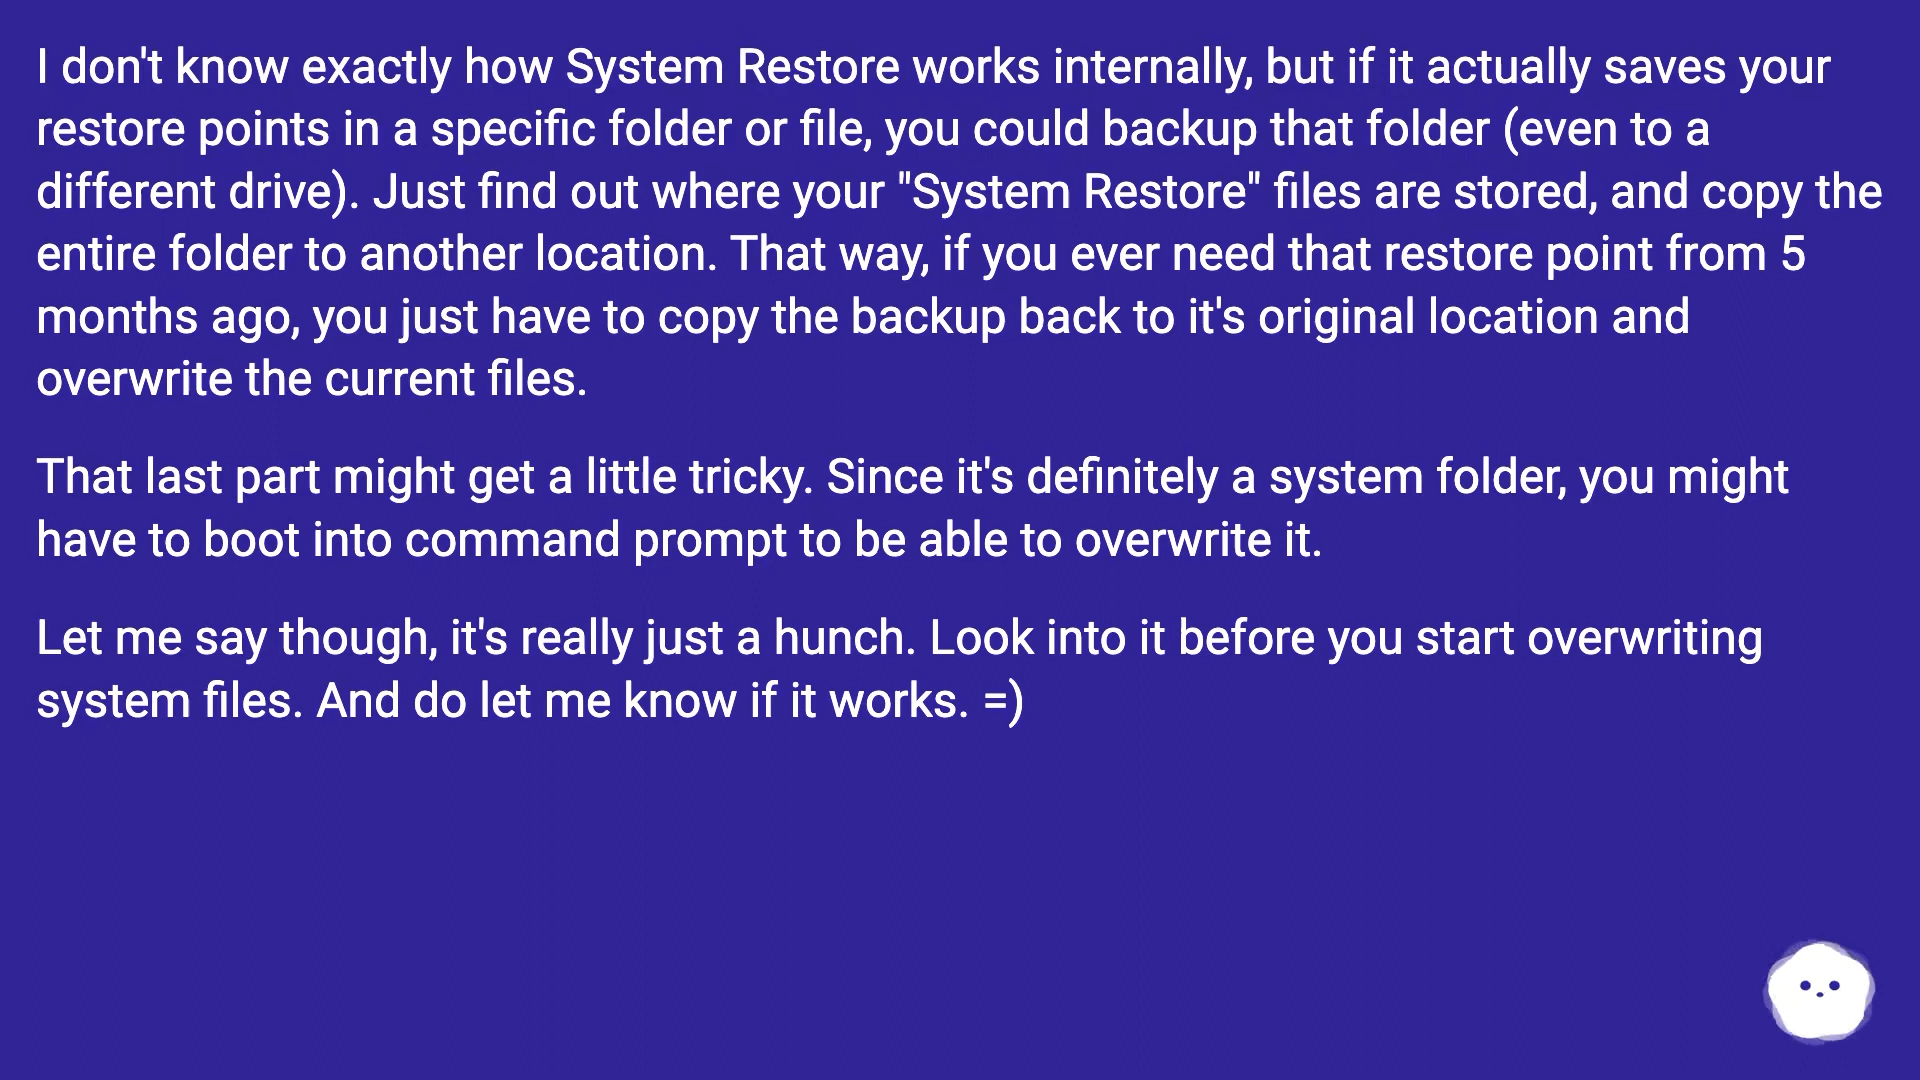 I don't know exactly how System Restore works internally, but if it actually saves your
restore points in a specific folder or file, you could backup that folder (even to a
different drive). Just find out where your "System Restore" files are stored, and copy the
entire folder to another location. That way, if you ever need that restore point from 5
months ago, you just have to copy the backup back to it's original location and
overwrite the current files.
That last part might get a little tricky. Since it's definitely a system folder, you might
have to boot into command prompt to be able to overwrite it.
Let me say though, it's really just a hunch. Look into it before you start overwriting
system files. And do let me know if it works. =)